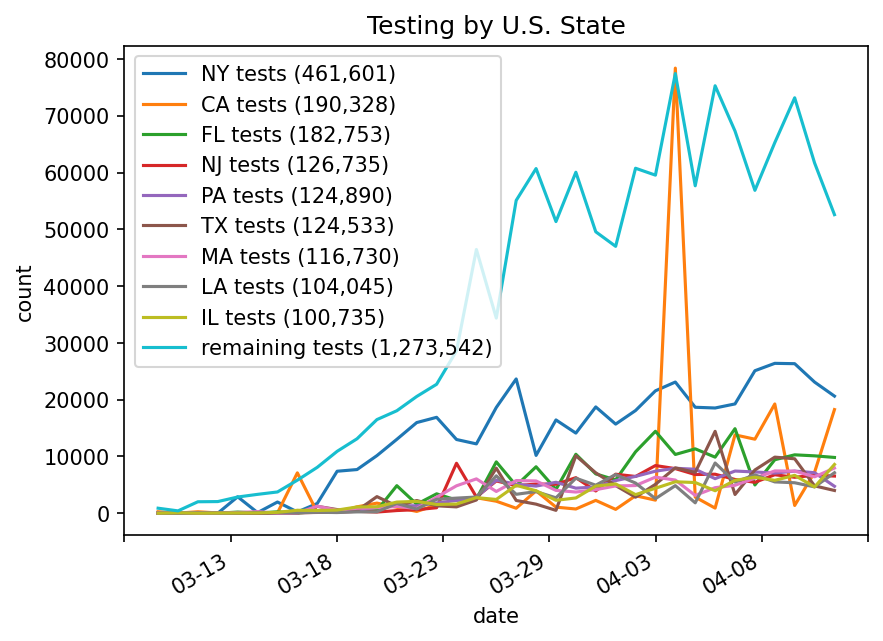 Testing by U.S. State
80000
70000
60000
50000
40000
30000
20000
10000
0
count
NY tests (461,601)
CA tests (190,328)
FL tests (182,753)
NJ tests (126,735)
PA tests (124,890)
TX tests (124,533)
MA tests (116,730)
LA tests (104,045)
IL tests (100,735)
remaining tests (1,273,542)
03-13
03-18
03-23
03-29
04-03
04-08
date